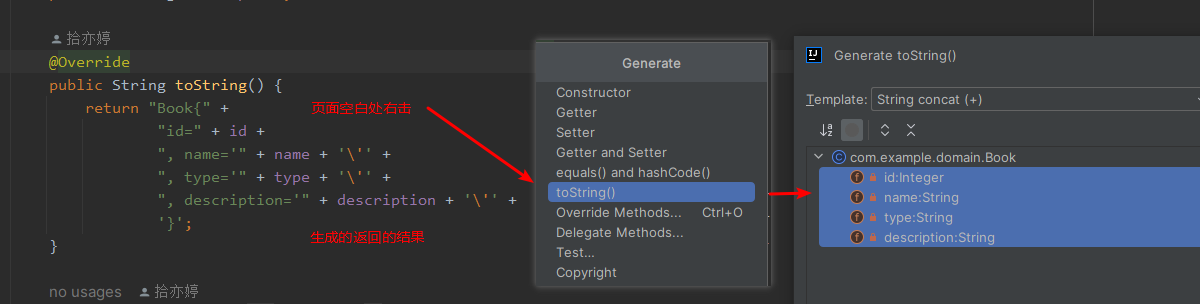 拾亦婷
@Override
public String toString() {
return "Book{" +
"id=" + id +
", name='" + name + '\'' +
", type='" + type + '\'' +
", description='" + description + '\'' +
'}';
}
no usages 拾亦婷
页面空白处右击
生成的返回的结果
Generate
Constructor
Getter
Setter
Getter and Setter
equals() and hashCode()
toString()
Override Methods... Ctrl+O
Delegate Methods...
Test...
Copyright
IJ
Generate toString()
Template: String concat (+)
com.example.domain.Book
id:Integer
name:String
type:String
description:String